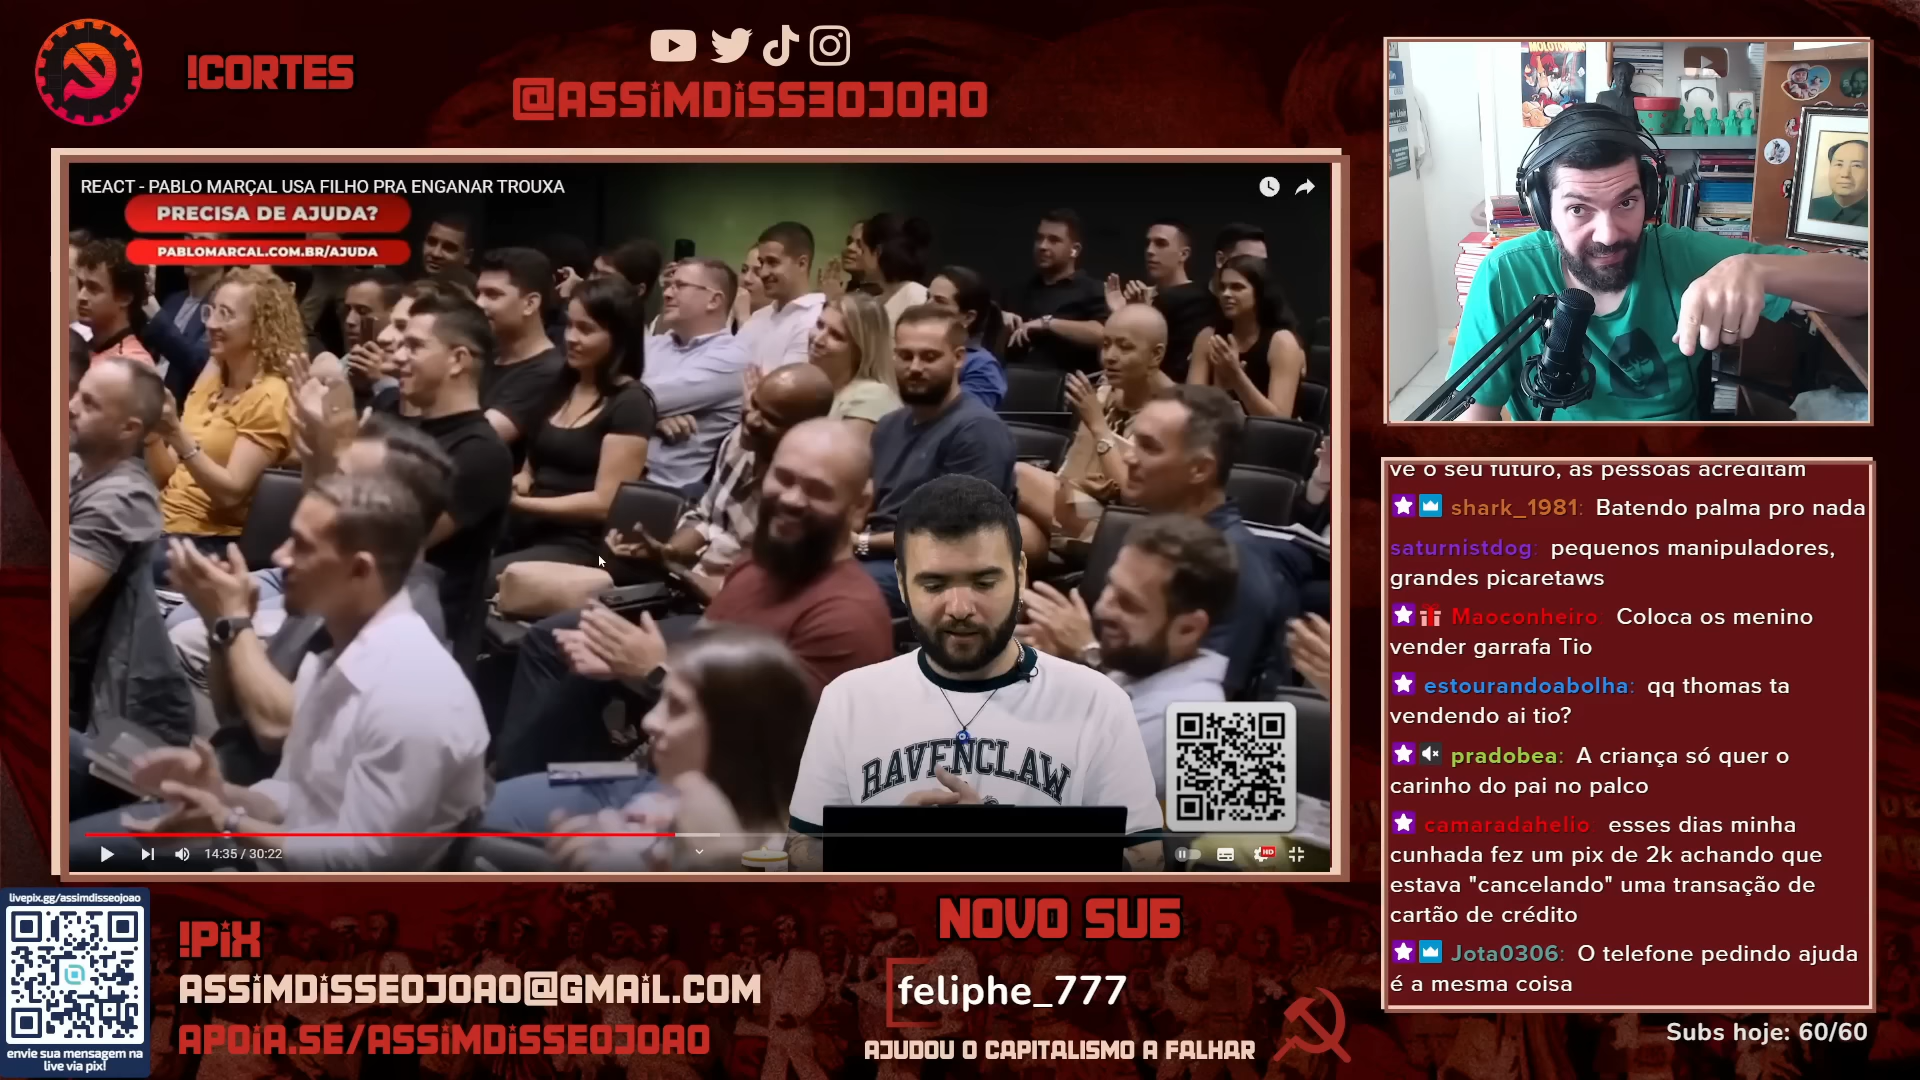 !CORTES
@ASSIMDISSEOJOAO
REACT - PABLO MARÇAL USA FILHO PRA ENGANAR TROUXA
PRECISA DE AJUDA?
PABLOMARCAL.COM.BR/AJUDA
RAVENCLAW
14:35 / 30:22
HD
ve o seu futuro, as pessoas acreditam
shark_1981: Batendo palma pro nada
saturnistdog: pequenos manipuladores,
grandes picaretaws
Maoconheiro: Coloca os menino
vender garrafa Tio
estourandoabolha: qq thomas ta
vendendo ai tio?
pradobea: A criança só quer o
carinho do pai no palco
camaradahelio: esses dias minha
cunhada fez um pix de 2k achando que
estava "cancelando" uma transação de
cartão de crédito
Jota0306: O telefone pedindo ajuda
é a mesma coisa
Subs hoje: 60/60
livepix.gg/assimdisseojoao
envie sua mensagem na
live via pix!
!PIX
ASSIMDISSEOJOAO@GMAIL.COM
APOIA.SE/ASSIMDISSEOJOAO
NOVO SUB
feliphe_777
AJUDOU O CAPITALISMO A FALHAR